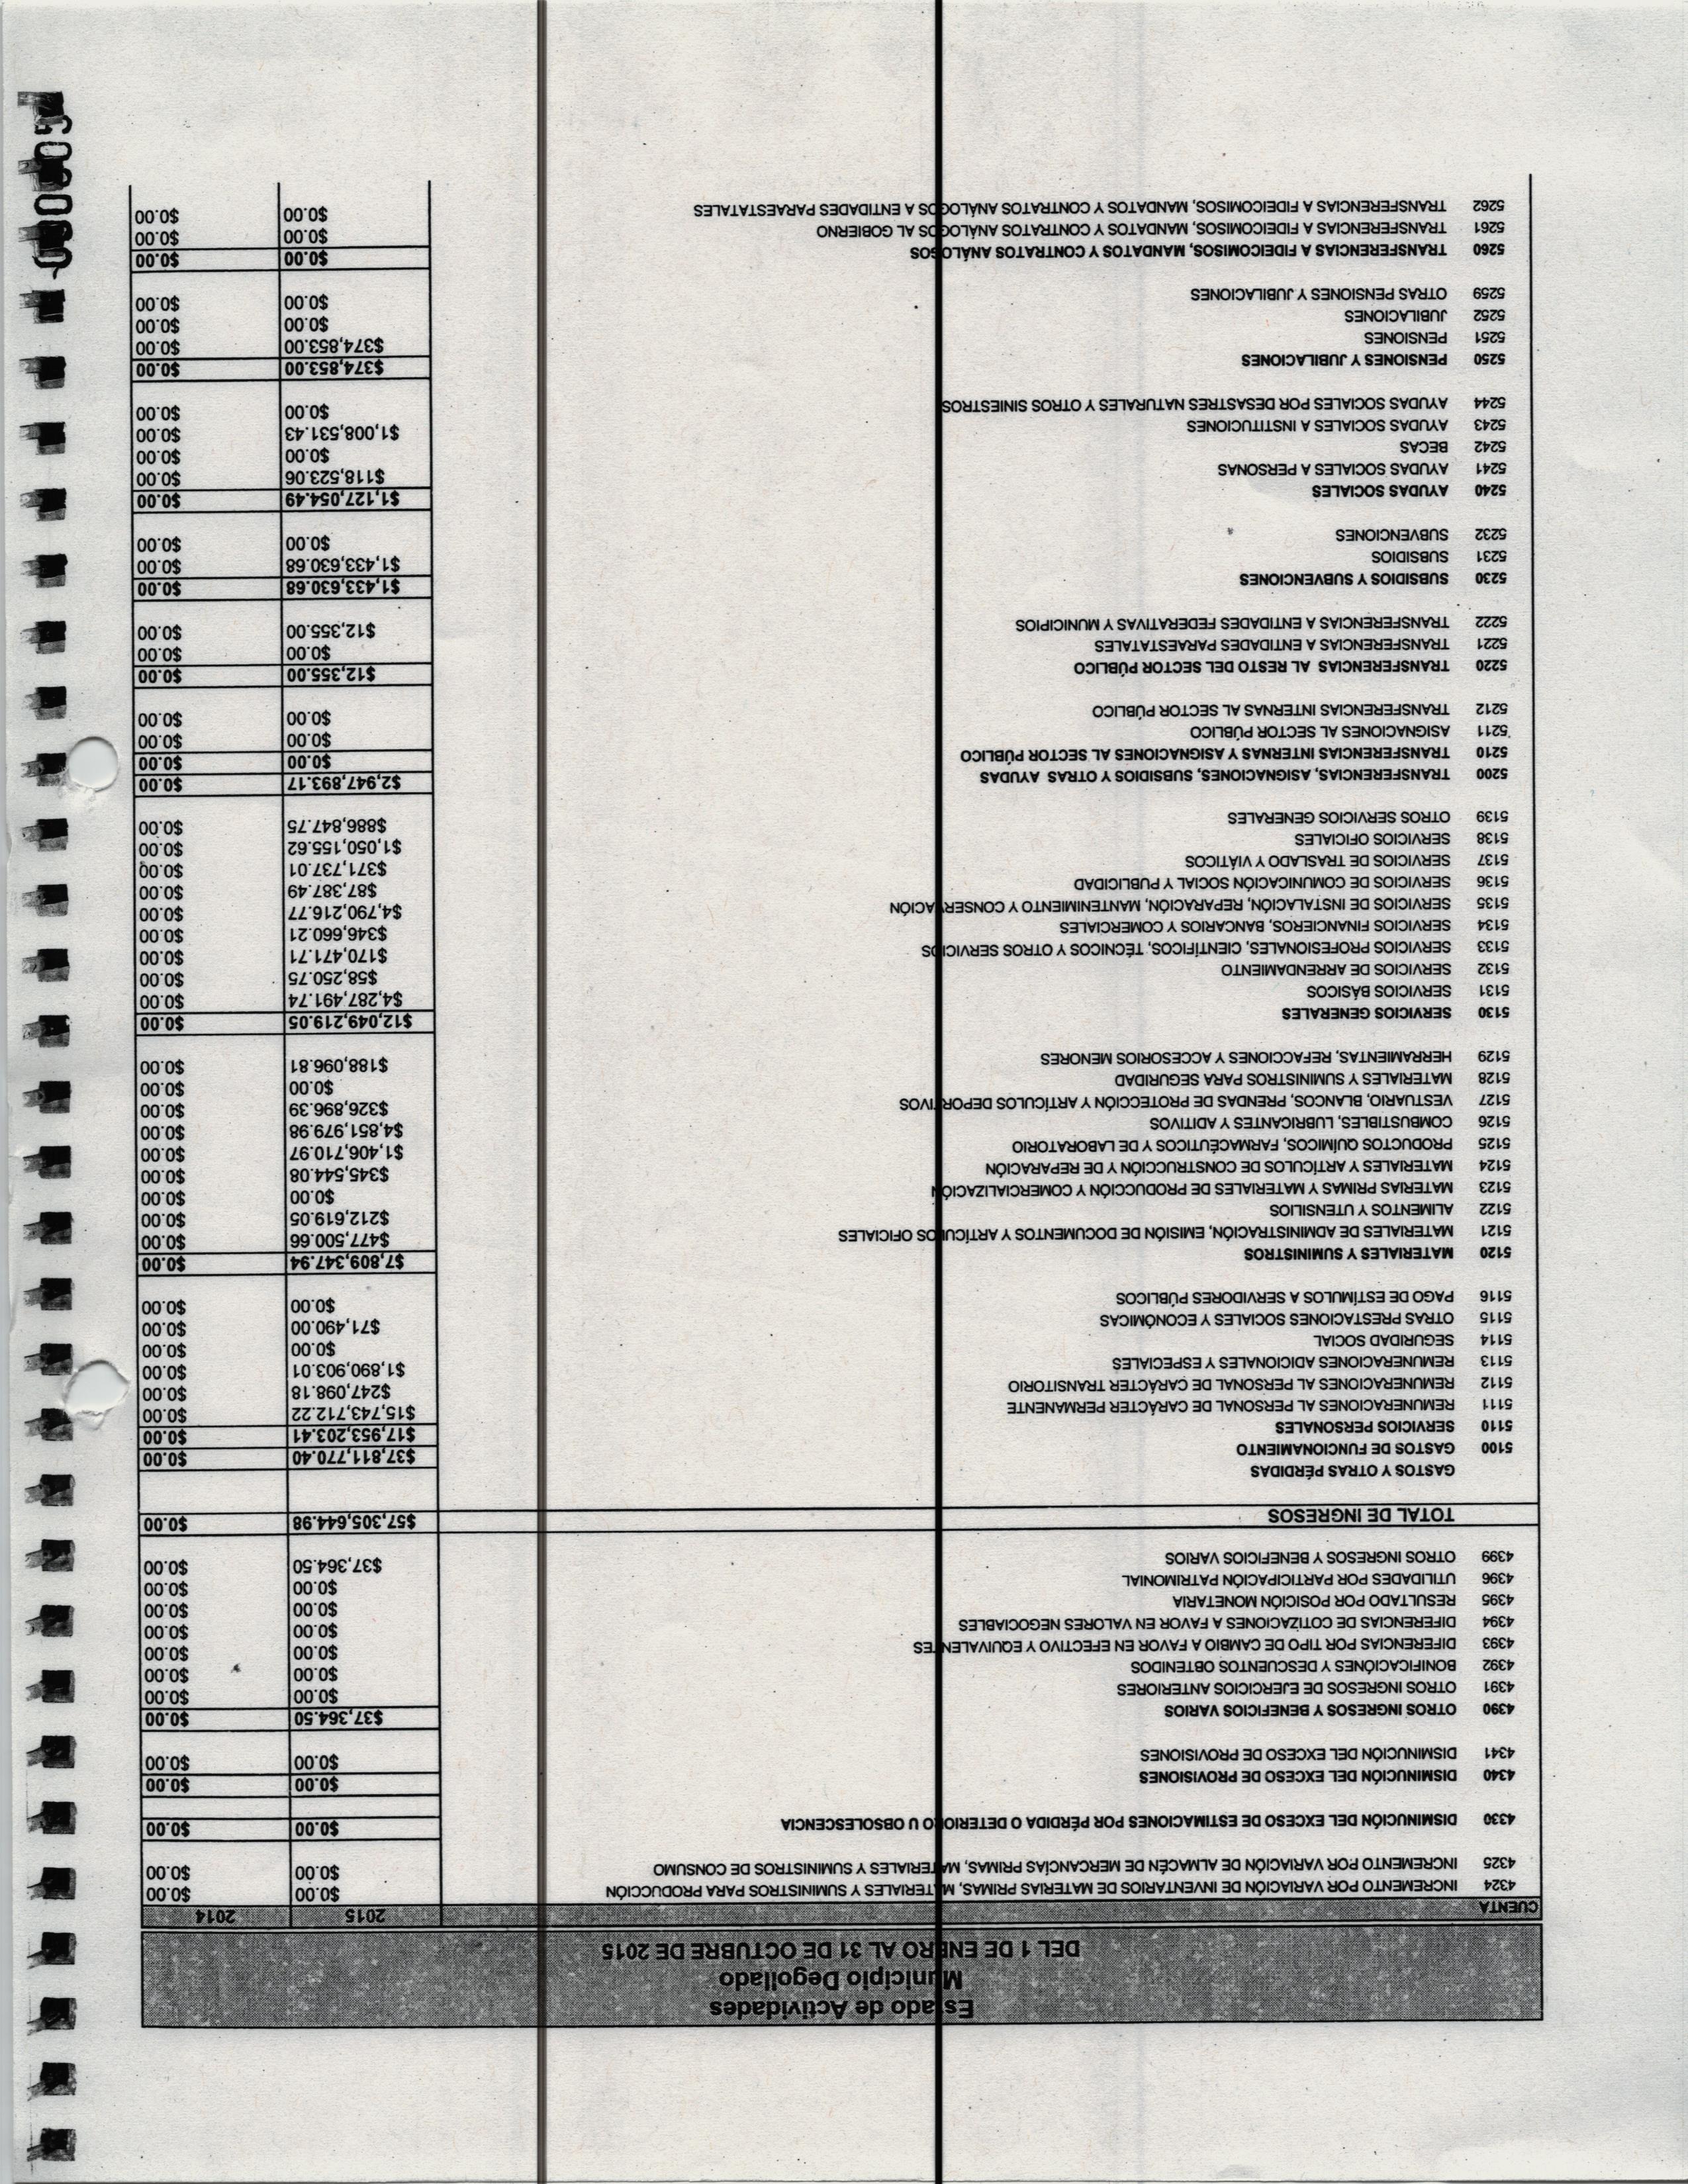 Estado de Actividades
Municipio Degollado
DEL 1 DE ENERO AL 31 DE OCTUBRE DE 2015
CUENTA 2015 2014
4324 INCREMENTO POR VARIACIÓN DE INVENTARIOS DE MATERIAS PRIMAS, MATERIALES Y SUMINISTROS PARA PRODUCCIÓN $0.00 $0.00
4325 INCREMENTO POR VARIACIÓN DE ALMACÉN DE MERCANCÍAS PRIMAS, MATERIALES Y SUMINISTROS DE CONSUMO $0.00 $0.00
4330 DISMINUCIÓN DEL EXCESO DE ESTIMACIONES POR PÉRDIDA O DETERIORO U OBSOLESCENCIA $0.00 $0.00
4340 DISMINUCIÓN DEL EXCESO DE PROVISIONES $0.00 $0.00
4341 DISMINUCIÓN DEL EXCESO DE PROVISIONES $0.00 $0.00
4390 OTROS INGRESOS Y BENEFICIOS VARIOS $37,364.50 $0.00
4391 OTROS INGRESOS DE EJERCICIOS ANTERIORES $0.00 $0.00
4392 BONIFICACIÓNES Y DESCUENTOS OBTENIDOS $0.00 $0.00
4393 DIFERENCIAS POR TIPO DE CAMBIO A FAVOR EN EFECTIVO Y EQUIVALENTES $0.00 $0.00
4394 DIFERENCIAS DE COTIZACIONES A FAVOR EN VALORES NEGOCIABLES $0.00 $0.00
4395 RESULTADO POR POSICIÓN MONETARIA $0.00 $0.00
4396 UTILIDADES POR PARTICIPACIÓN PATRIMONIAL $0.00 $0.00
4399 OTROS INGRESOS Y BENEFICIOS VARIOS $37,364.50 $0.00
TOTAL DE INGRESOS $57,305,644.98 $0.00
GASTOS Y OTRAS PÉRDIDAS
5100 GASTOS DE FUNCIONAMIENTO $37,811,770.40 $0.00
5110 SERVICIOS PERSONALES $17,953,203.41 $0.00
5111 REMUNERACIONES AL PERSONAL DE CARÁCTER PERMANENTE $15,743,712.22 $0.00
5112 REMUNERACIONES AL PERSONAL DE CARÁCTER TRANSITORIO $247,098.18 $0.00
5113 REMUNERACIONES ADICIONALES Y ESPECIALES $1,890,903.01 $0.00
5114 SEGURIDAD SOCIAL $0.00 $0.00
5115 OTRAS PRESTACIONES SOCIALES Y ECONÓMICAS $71,490.00 $0.00
5116 PAGO DE ESTÍMULOS A SERVIDORES PÚBLICOS $0.00 $0.00
5120 MATERIALES Y SUMINISTROS $7,809,347.94 $0.00
5121 MATERIALES DE ADMINISTRACIÓN, EMISIÓN DE DOCUMENTOS Y ARTÍCULOS OFICIALES $477,500.66 $0.00
5122 ALIMENTOS Y UTENSILIOS $212,619.05 $0.00
5123 MATERIAS PRIMAS Y MATERIALES DE PRODUCCIÓN Y COMERCIALIZACIÓN $0.00 $0.00
5124 MATERIALES Y ARTÍCULOS DE CONSTRUCCIÓN Y DE REPARACIÓN $345,544.08 $0.00
5125 PRODUCTOS QUÍMICOS, FARMACÉUTICOS Y DE LABORATORIO $1,406,710.97 $0.00
5126 COMBUSTIBLES, LUBRICANTES Y ADITIVOS $4,851,979.98 $0.00
5127 VESTUARIO, BLANCOS, PRENDAS DE PROTECCIÓN Y ARTÍCULOS DEPORTIVOS $326,896.39 $0.00
5128 MATERIALES Y SUMINISTROS PARA SEGURIDAD $0.00 $0.00
5129 HERRAMIENTAS, REFACCIONES Y ACCESORIOS MENORES $188,096.81 $0.00
5130 SERVICIOS GENERALES $12,049,219.05 $0.00
5131 SERVICIOS BÁSICOS $4,287,491.74 $0.00
5132 SERVICIOS DE ARRENDAMIENTO $58,250.75 $0.00
5133 SERVICIOS PROFESIONALES, CIENTÍFICOS, TÉCNICOS Y OTROS SERVICIOS $170,471.71 $0.00
5134 SERVICIOS FINANCIEROS, BANCARIOS Y COMERCIALES $346,660.21 $0.00
5135 SERVICIOS DE INSTALACIÓN, REPARACIÓN, MANTENIMIENTO Y CONSERVACIÓN $4,790,216.77 $0.00
5136 SERVICIOS DE COMUNICACIÓN SOCIAL Y PUBLICIDAD $87,387.49 $0.00
5137 SERVICIOS DE TRASLADO Y VIÁTICOS $371,737.01 $0.00
5138 SERVICIOS OFICIALES $1,050,155.62 $0.00
5139 OTROS SERVICIOS GENERALES $886,847.75 $0.00
5200 TRANSFERENCIAS, ASIGNACIONES, SUBSIDIOS Y OTRAS AYUDAS $2,947,893.17 $0.00
5210 TRANSFERENCIAS INTERNAS Y ASIGNACIONES AL SECTOR PÚBLICO $0.00 $0.00
5211 ASIGNACIONES AL SECTOR PÚBLICO $0.00 $0.00
5212 TRANSFERENCIAS INTERNAS AL SECTOR PÚBLICO $0.00 $0.00
5220 TRANSFERENCIAS AL RESTO DEL SECTOR PÚBLICO $12,355.00 $0.00
5221 TRANSFERENCIAS A ENTIDADES PARAESTATALES $0.00 $0.00
5222 TRANSFERENCIAS A ENTIDADES FEDERATIVAS Y MUNICIPIOS $12,355.00 $0.00
5230 SUBSIDIOS Y SUBVENCIONES $1,433,630.68 $0.00
5231 SUBSIDIOS $1,433,630.68 $0.00
5232 SUBVENCIONES $0.00 $0.00
5240 AYUDAS SOCIALES $1,127,054.49 $0.00
5241 AYUDAS SOCIALES A PERSONAS $118,523.06 $0.00
5242 BECAS $0.00 $0.00
5243 AYUDAS SOCIALES A INSTITUCIONES $1,008,531.43 $0.00
5244 AYUDAS SOCIALES POR DESASTRES NATURALES Y OTROS SINIESTROS $0.00 $0.00
5250 PENSIONES Y JUBILACIONES $374,853.00 $0.00
5251 PENSIONES $374,853.00 $0.00
5252 JUBILACIONES $0.00 $0.00
5259 OTRAS PENSIONES Y JUBILACIONES $0.00 $0.00
5260 TRANSFERENCIAS A FIDEICOMISOS, MANDATOS Y CONTRATOS ANÁLOGOS $0.00 $0.00
5261 TRANSFERENCIAS A FIDEICOMISOS, MANDATOS Y CONTRATOS ANÁLOGOS AL GOBIERNO $0.00 $0.00
5262 TRANSFERENCIAS A FIDEICOMISOS, MANDATOS Y CONTRATOS ANÁLOGOS A ENTIDADES PARAESTATALES $0.00 $0.00